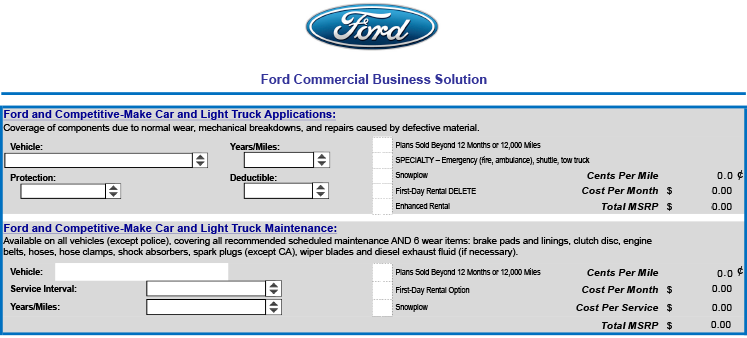 Ford
Ford Commercial Business Solution
Ford and Competitive-Make Car and Light Truck Applications:
Coverage of components due to normal wear, mechanical breakdowns, and repairs caused by defective material.
Vehicle: Years/Miles: Plans Sold Beyond 12 Months or 12,000 Miles
SPECIALTY – Emergency (fire, ambulance), shuttle, tow truck
Protection: Deductible: Snowplow Cents Per Mile 0.0 ¢
First-Day Rental DELETE Cost Per Month $ 0.00
Enhanced Rental Total MSRP $ 0.00
Ford and Competitive-Make Car and Light Truck Maintenance:
Available on all vehicles (except police), covering all recommended scheduled maintenance AND 6 wear items: brake pads and linings, clutch disc, engine
belts, hoses, hose clamps, shock absorbers, spark plugs (except CA), wiper blades and diesel exhaust fluid (if necessary).
Vehicle: Plans Sold Beyond 12 Months or 12,000 Miles Cents Per Mile 0.0 ¢
Service Interval: First-Day Rental Option Cost Per Month $ 0.00
Years/Miles: Snowplow Cost Per Service $ 0.00
Total MSRP $ 0.00